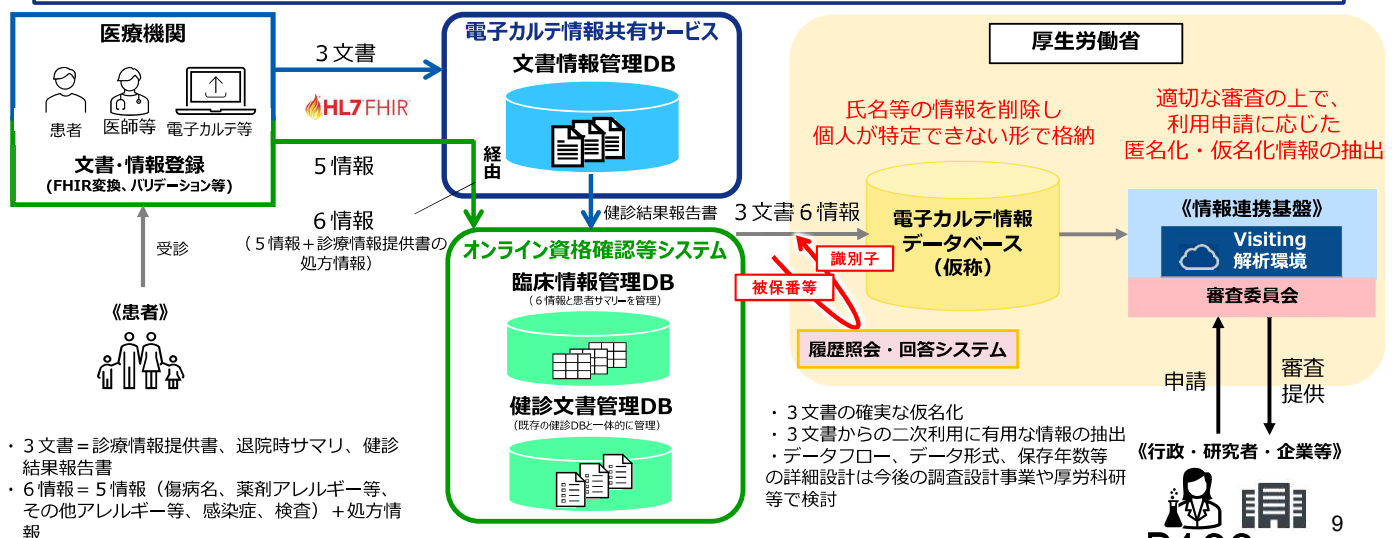 医療機関
患者
医師等
電子カルテ等
文書・情報登録
(FHIR変換、バリデーション等)
受診
《患者》
３文書
HL7 FHIR
５情報
６情報
（５情報＋診療情報提供書の
処方情報）
経由
電子カルテ情報共有サービス
文書情報管理DB
健診結果報告書
オンライン資格確認等システム
臨床情報管理DB
（６情報と患者サマリーを管理）
健診文書管理DB
（既存の健診DBと一体的に管理）
３文書６情報
識別子
被保番等
履歴照会・回答システム
厚生労働省
氏名等の情報を削除し
個人が特定できない形で格納
電子カルテ情報
データベース
（仮称）
適切な審査の上で、
利用申請に応じた
匿名化・仮名化情報の抽出
《情報連携基盤》
Visiting
解析環境
審査委員会
申請
審査
提供
《行政・研究者・企業等》
・３文書＝診療情報提供書、退院時サマリ、健診
結果報告書
・６情報＝５情報（傷病名、薬剤アレルギー等、
その他アレルギー等、感染症、検査）＋処方情
報
・３文書の確実な仮名化
・３文書からの二次利用に有用な情報の抽出
・データフロー、データ形式、保存年数等
の詳細設計は今後の調査設計事業や厚労科研
等で検討
9